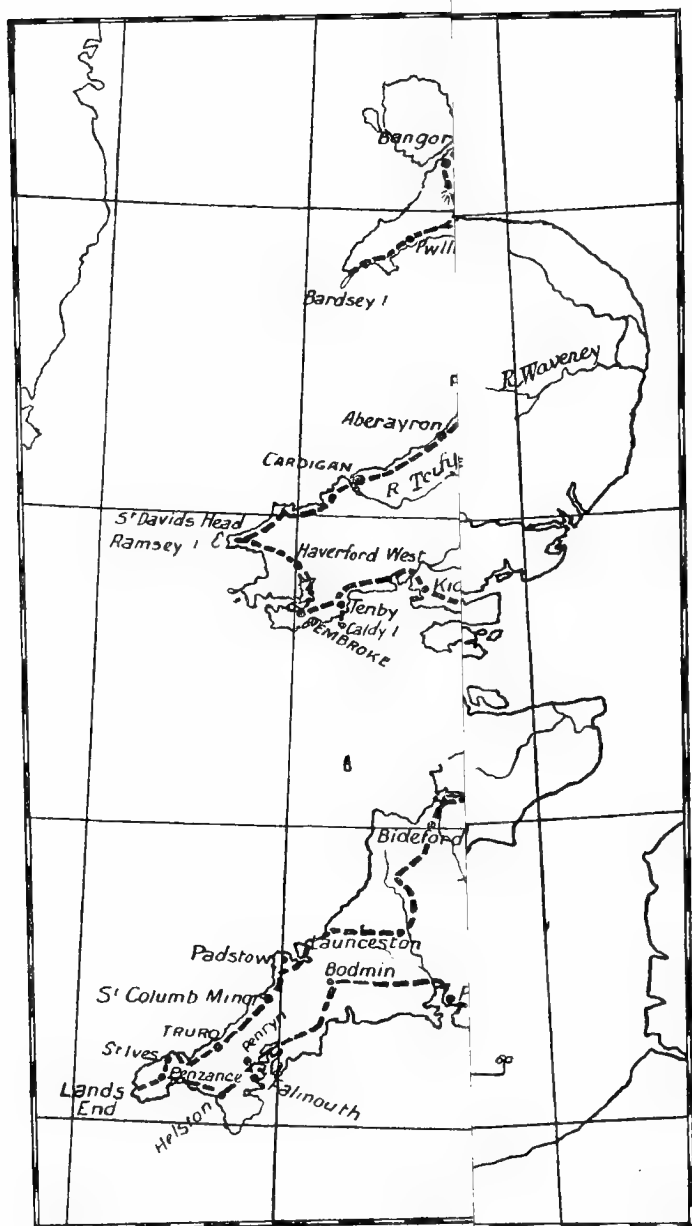 Bangor
Pwll
Bardsey I
R. Waveney
Aberayron
CARDIGAN
R Teify
St Davids Head
Ramsey I
Haverford West
Kid
Tenby
Caldy I
PEMBROKE
Bideford
Launceston
Padstow
Bodmin
St Columb Minor
TRURO
Penryn
St Ives
Penzance
Lands
End
Falmouth
Helston